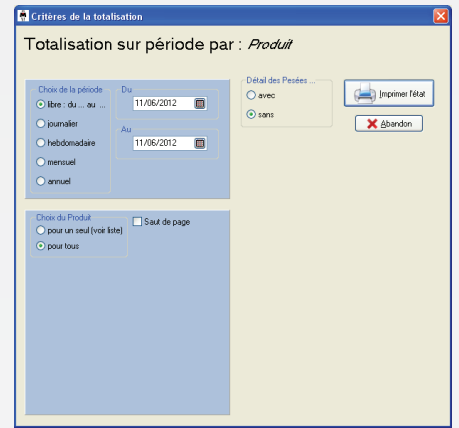 Critères de la totalisation
Totalisation sur période par : Produit
Choix de la période
libre : du ... au ...
journalier
hebdomadaire
mensuel
annuel
Du
11/06/2012
Au
11/06/2012
Détail des Pesées ...
avec
sans
Imprimer l'état
Abandon
Choix du Produit
pour un seul (voir liste)
pour tous
Saut de page